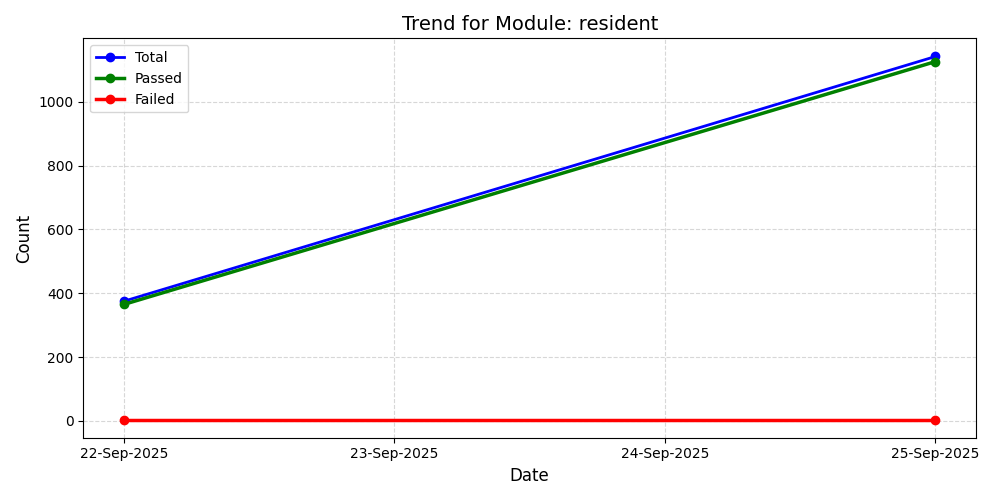 Trend for Module: resident
Total
Passed
Failed
1000
800
600
400
200
0
Count
22-Sep-2025
23-Sep-2025
24-Sep-2025
25-Sep-2025
Date